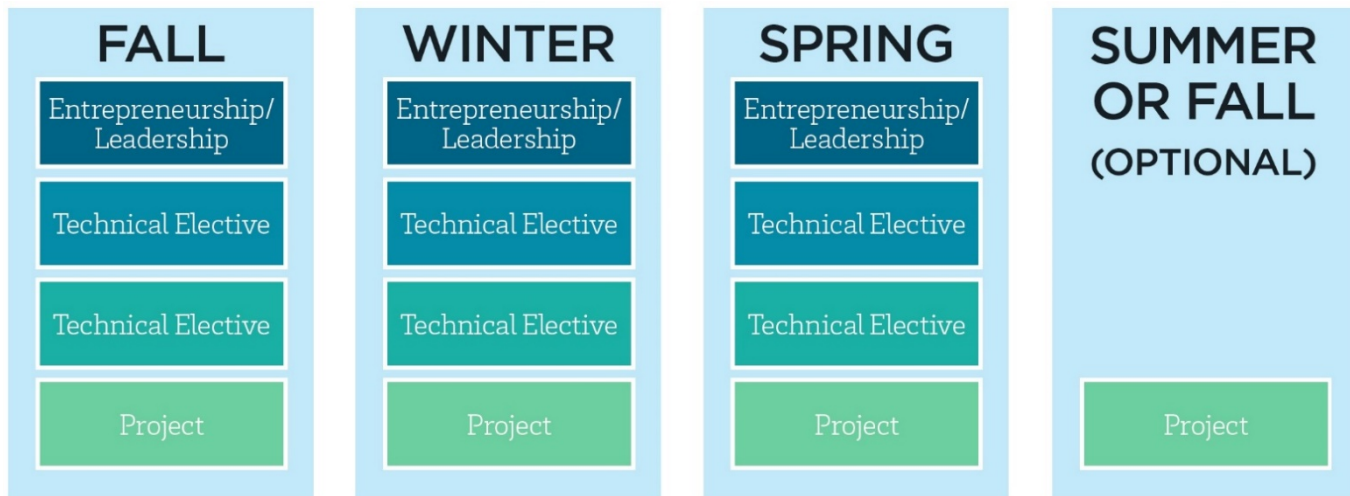 FALL
Entrepreneurship/
Leadership
Technical Elective
Technical Elective
Project
WINTER
Entrepreneurship/
Leadership
Technical Elective
Technical Elective
Project
SPRING
Entrepreneurship/
Leadership
Technical Elective
Technical Elective
Project
SUMMER
OR FALL
(OPTIONAL)
Project